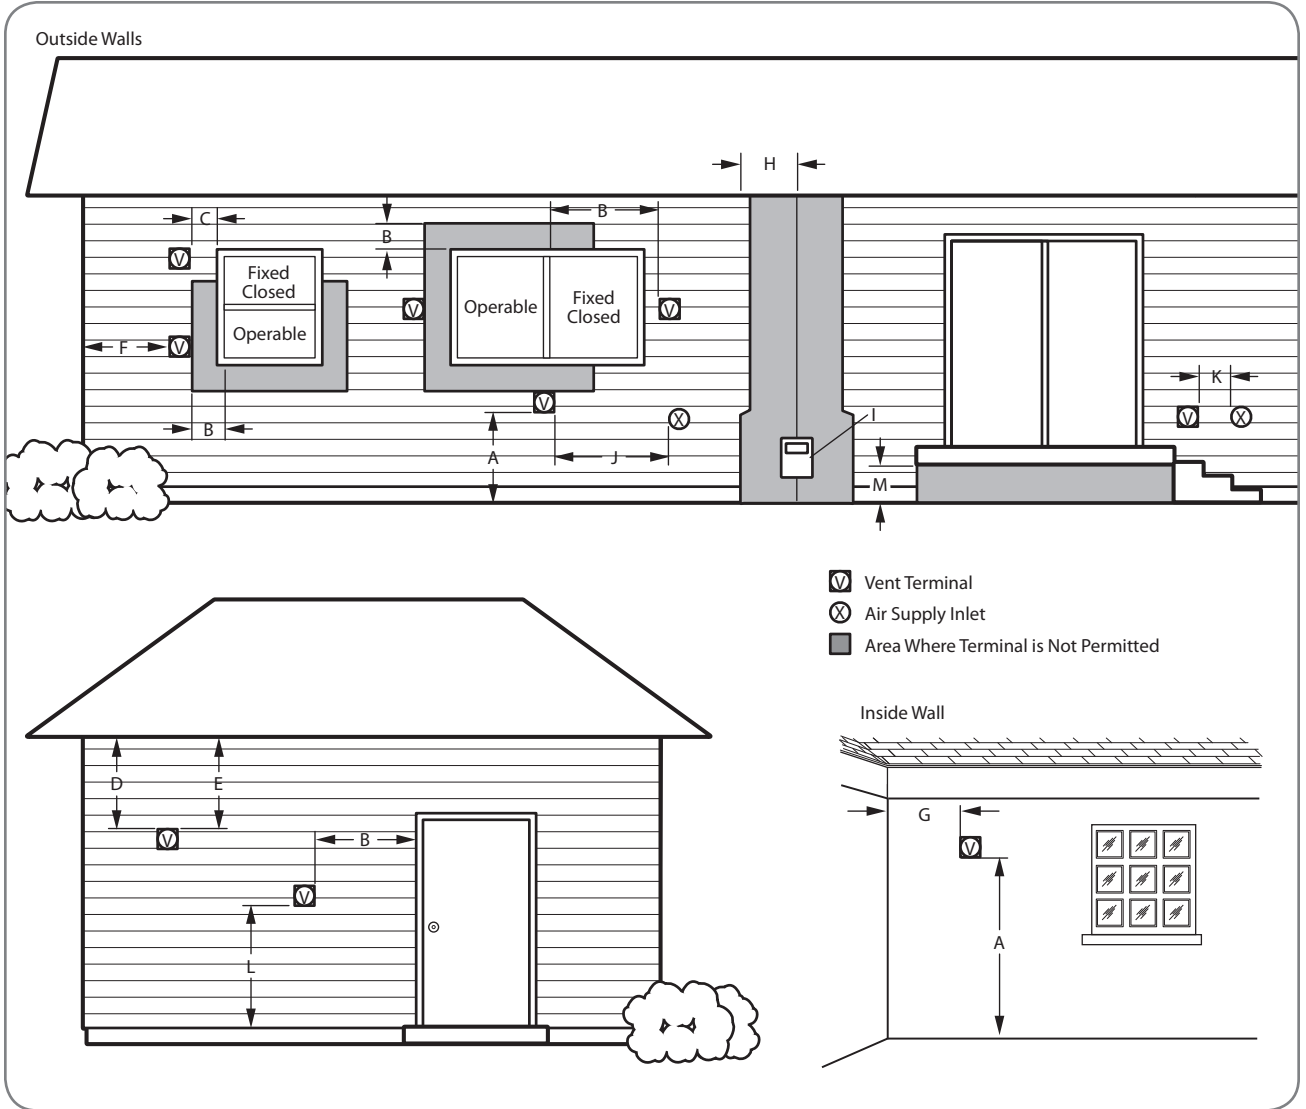 Outside Walls
H
C
B
B
V
Fixed
Closed
Operable
V
Operable
Fixed
Closed
V
F
V
K
B
V
X
V
X
I
A
J
M
V Vent Terminal
X Air Supply Inlet
Area Where Terminal is Not Permitted
Inside Wall
D
E
V
B
V
L
G
V
A